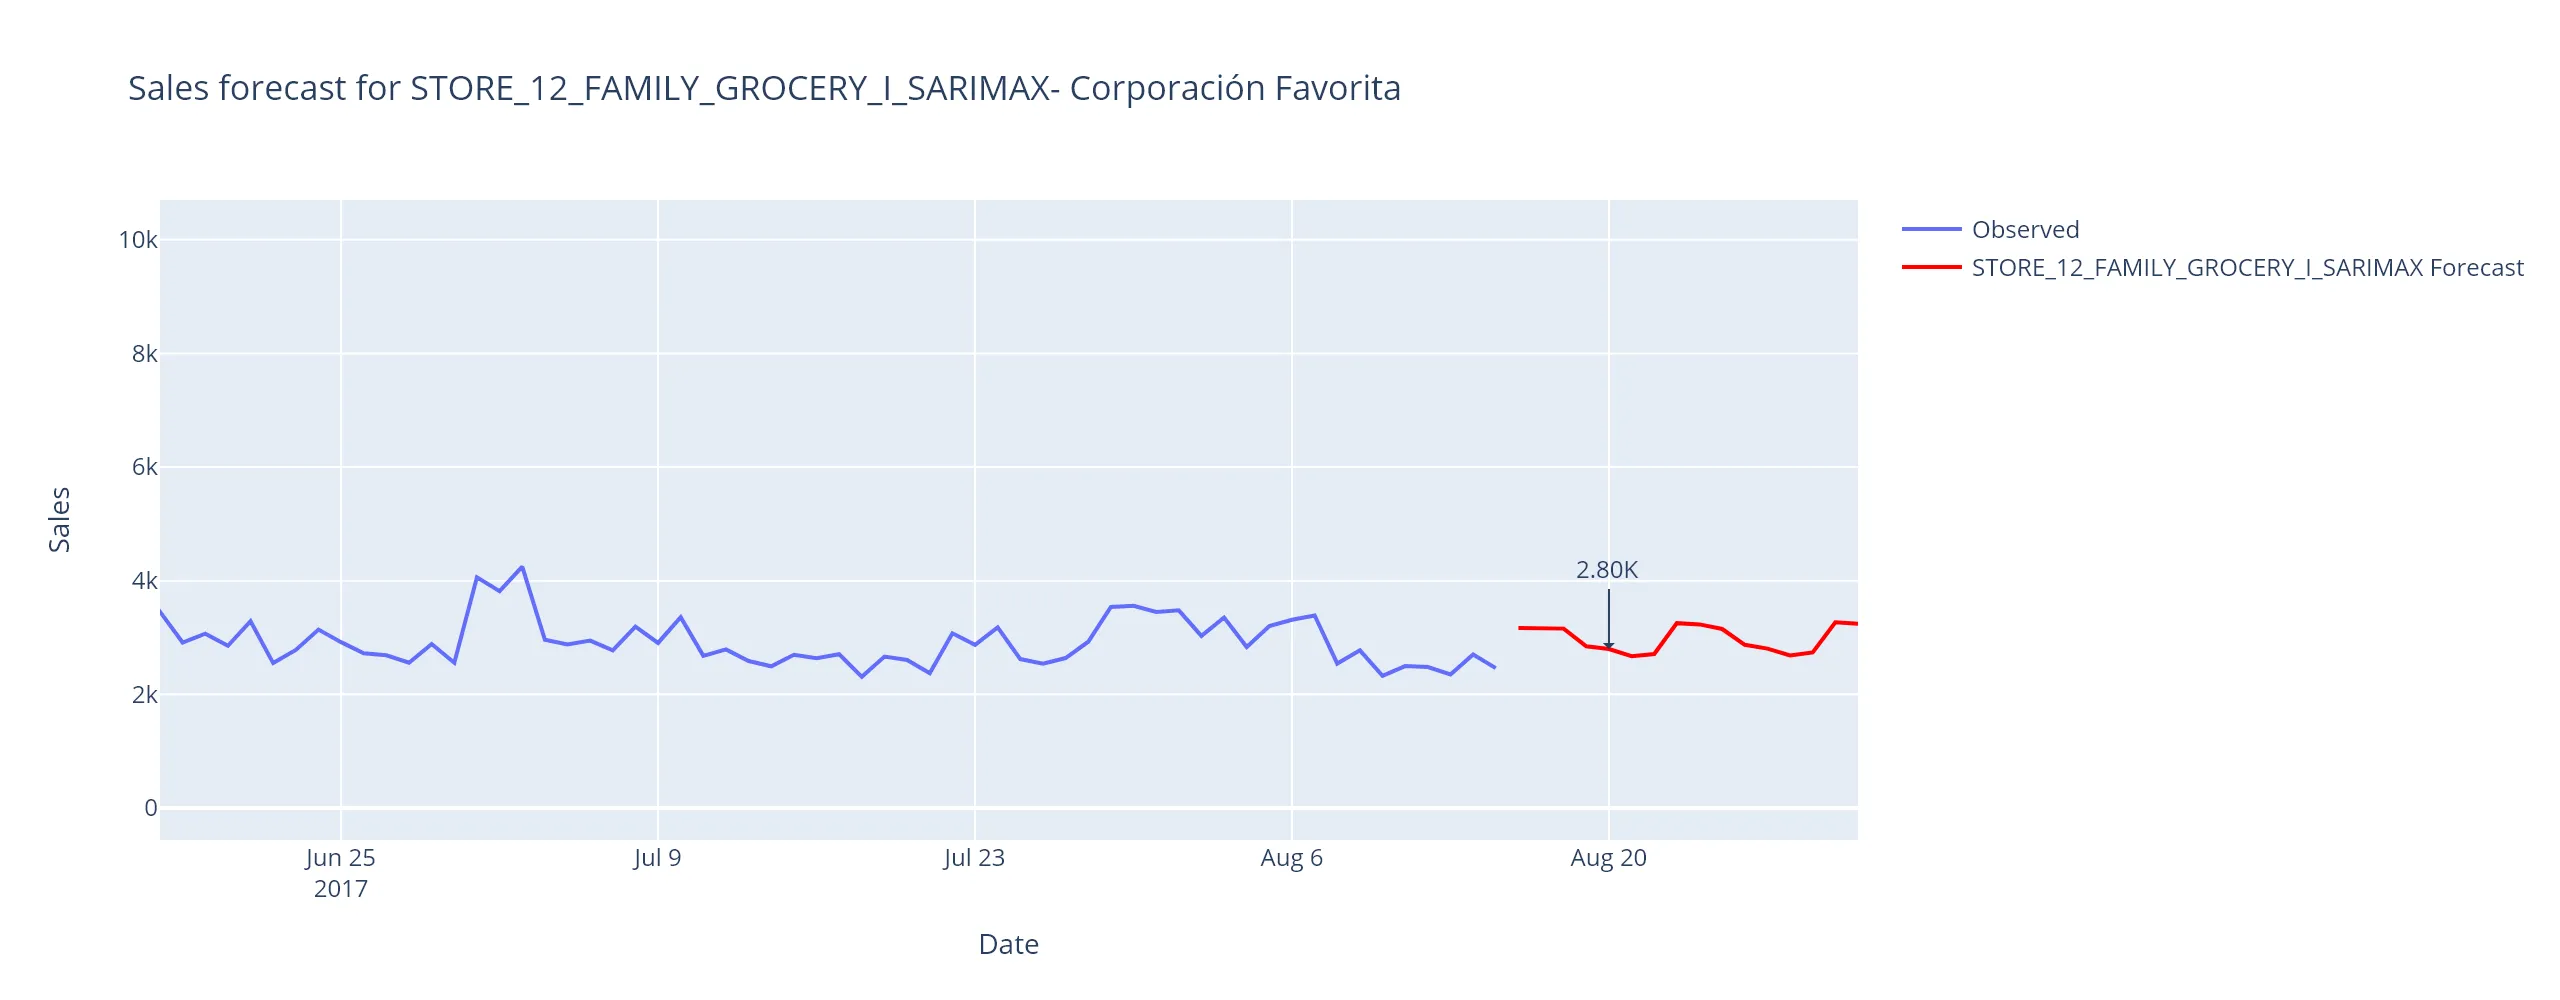 Sales forecast for STORE_12_FAMILY_GROCERY_I_SARIMAX- Corporación Favorita
Observed
STORE_12_FAMILY_GROCERY_I_SARIMAX Forecast
10k
8k
6k
4k
2k
0
Sales
2.80K
Jun 25
2017
Jul 9
Jul 23
Aug 6
Aug 20
Date